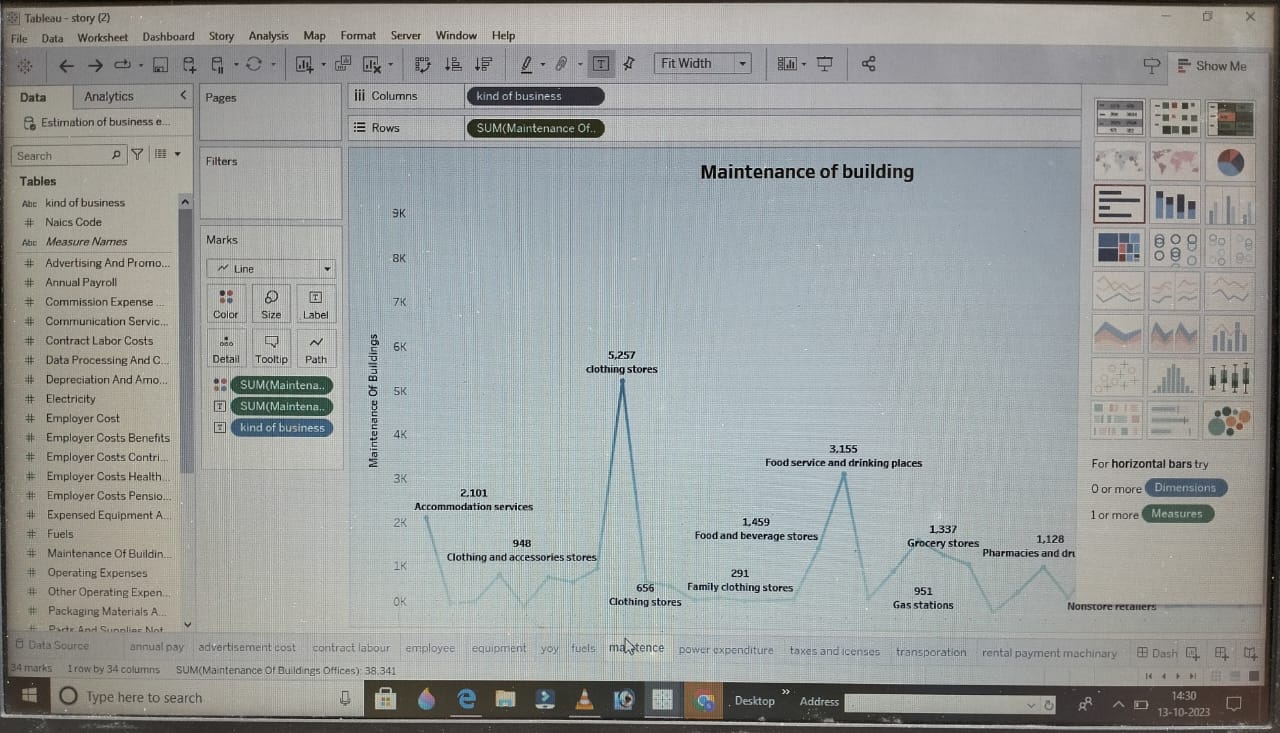 Tableau - story (2)
File Data Worksheet Dashboard Story Analysis Map Format Server Window Help
Fit Width
Show Me
Data Analytics
Estimation of business e...
Search
Tables
Abc kind of business
# Naics Code
Abc Measure Names
# Advertising And Promo...
# Annual Payroll
# Commission Expense ...
# Communication Servic...
# Contract Labor Costs
# Data Processing And C...
# Depreciation And Amo...
# Electricity
# Employer Cost
# Employer Costs Benefits
# Employer Costs Contri...
# Employer Costs Health...
# Employer Costs Pensio...
# Expensed Equipment A...
# Fuels
# Maintenance Of Buildin...
# Operating Expenses
# Other Operating Expen...
# Packaging Materials A...
# Parts And Supplies Not
Pages
Filters
Marks
Line
Color Size Label
Detail Tooltip Path
SUM(Maintena..
SUM(Maintena..
kind of business
Columns kind of business
Rows SUM(Maintenance Of..
Maintenance of building
Maintenance Of Buildings
9K
8K
7K
6K
5K
4K
3K
2K
1K
0K
5,257
clothing stores
3,155
Food service and drinking places
2,101
Accommodation services
948
Clothing and accessories stores
656
Clothing stores
1,459
Food and beverage stores
291
Family clothing stores
1,337
Grocery stores
951
Gas stations
1,128
Pharmacies and dru
Nonstore retailers
For horizontal bars try
0 or more Dimensions
1 or more Measures
Data Source annual pay advertisement cost contract labour employee equipment yoy fuels power expenditure taxes and icenses transporation rental payment machinary Dash
34 marks 1 row by 34 columns SUM(Maintenance Of Buildings Offices): 38,341
Type here to search
Desktop Address
14:30
13-10-2023